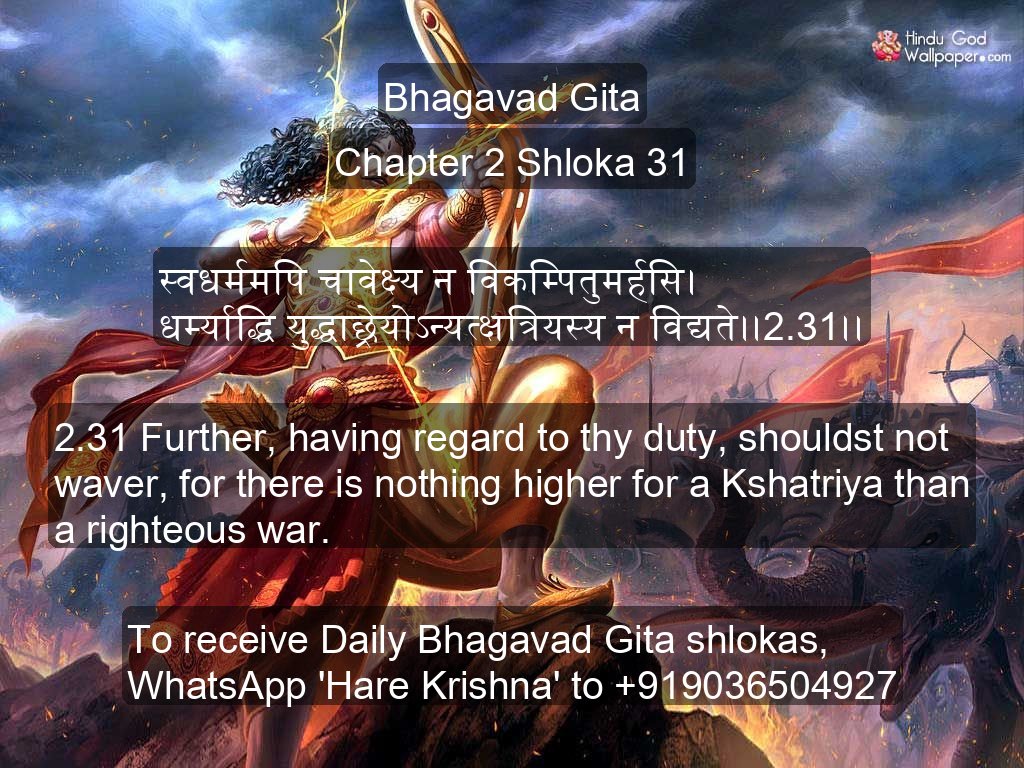 Hindu God
Wallpaper.com
Bhagavad Gita
Chapter 2 Shloka 31
स्वधर्ममपि चावेक्ष्य न विकम्पितुमर्हसि।
धर्म्याद्धि युद्धाछ्रेयोऽन्यत्क्षत्रियस्य न विद्यते।।2.31।।
2.31 Further, having regard to thy duty, shouldst not
waver, for there is nothing higher for a Kshatriya than
a righteous war.
To receive Daily Bhagavad Gita shlokas,
WhatsApp 'Hare Krishna' to +919036504927